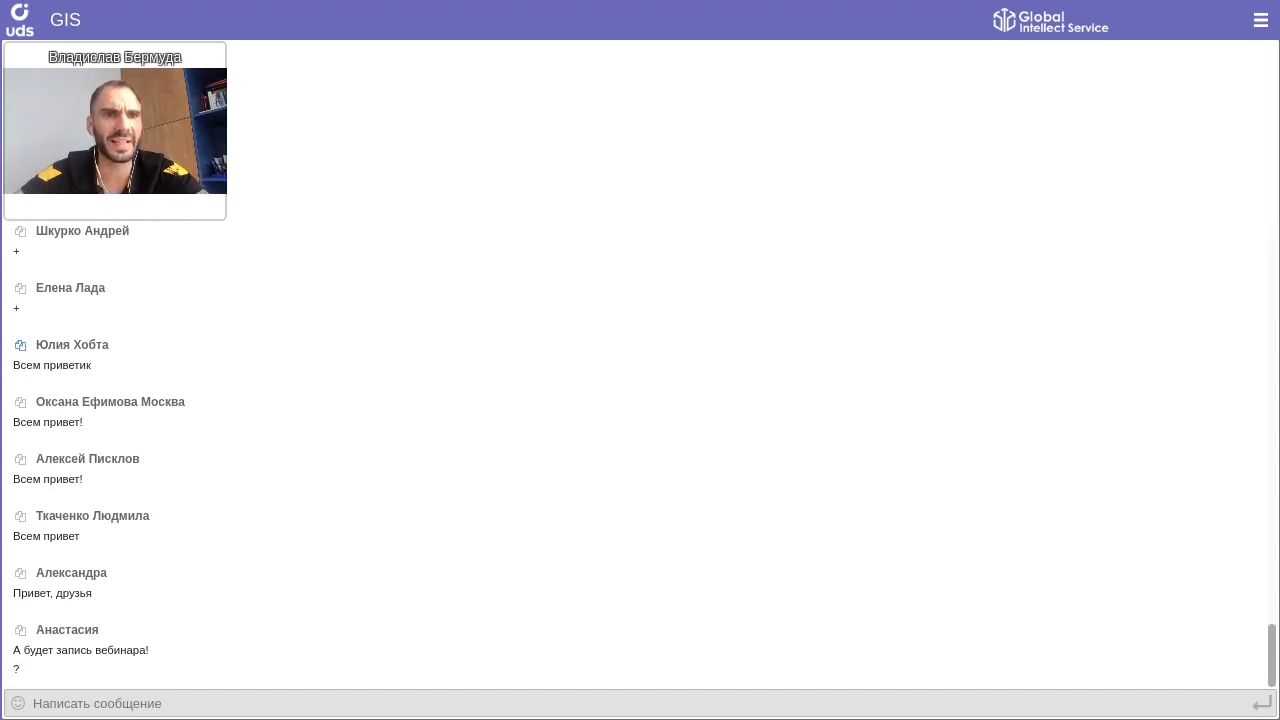 uds
GIS
Global
Intellect Service
Владислав Бермуда
Шкурко Андрей
+
Елена Лада
+
Юлия Хобта
Всем приветик
Оксана Ефимова Москва
Всем привет!
Алексей Писклов
Всем привет!
Ткаченко Людмила
Всем привет
Александра
Привет, друзья
Анастасия
А будет запись вебинара!
?
Написать сообщение